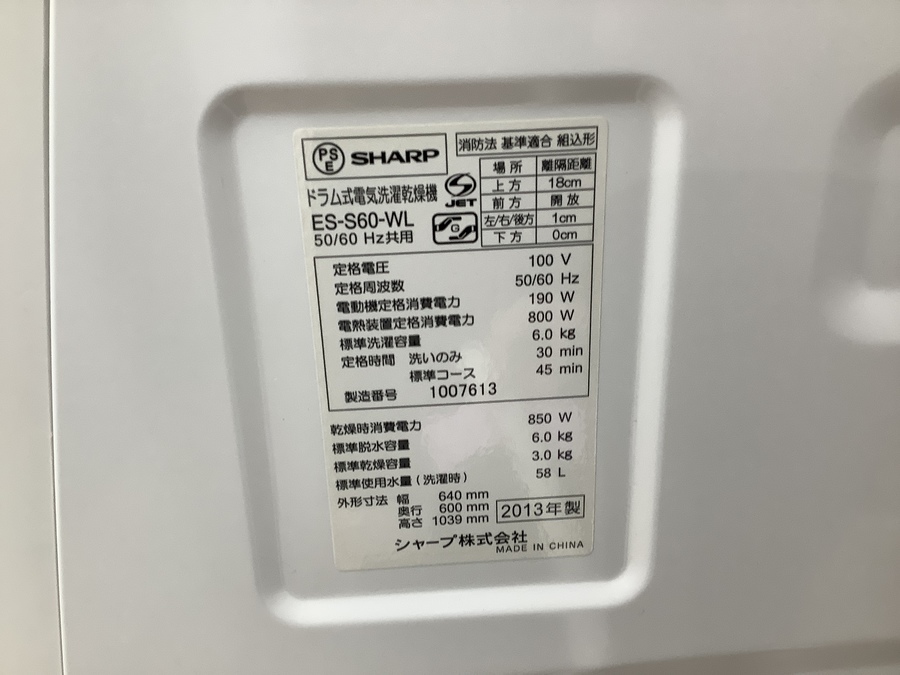 PSE SHARP
消防法 基準適合 組込形
場所 離隔距離
上方 18cm
前方 開放
左/右/後方 1cm
下方 0cm
ドラム式電気洗濯乾燥機
JET
ES-S60-WL
G
50/60 Hz共用
定格電圧 100 V
定格周波数 50/60 Hz
電動機定格消費電力 190 W
電熱装置定格消費電力 800 W
標準洗濯容量 6.0 kg
定格時間 洗いのみ 30 min
標準コース 45 min
製造番号 1007613
乾燥時消費電力 850 W
標準脱水容量 6.0 kg
標準乾燥容量 3.0 kg
標準使用水量(洗濯時) 58 L
外形寸法 幅 640 mm
奥行 600 mm
高さ 1039 mm
2013年製
シャープ株式会社
MADE IN CHINA